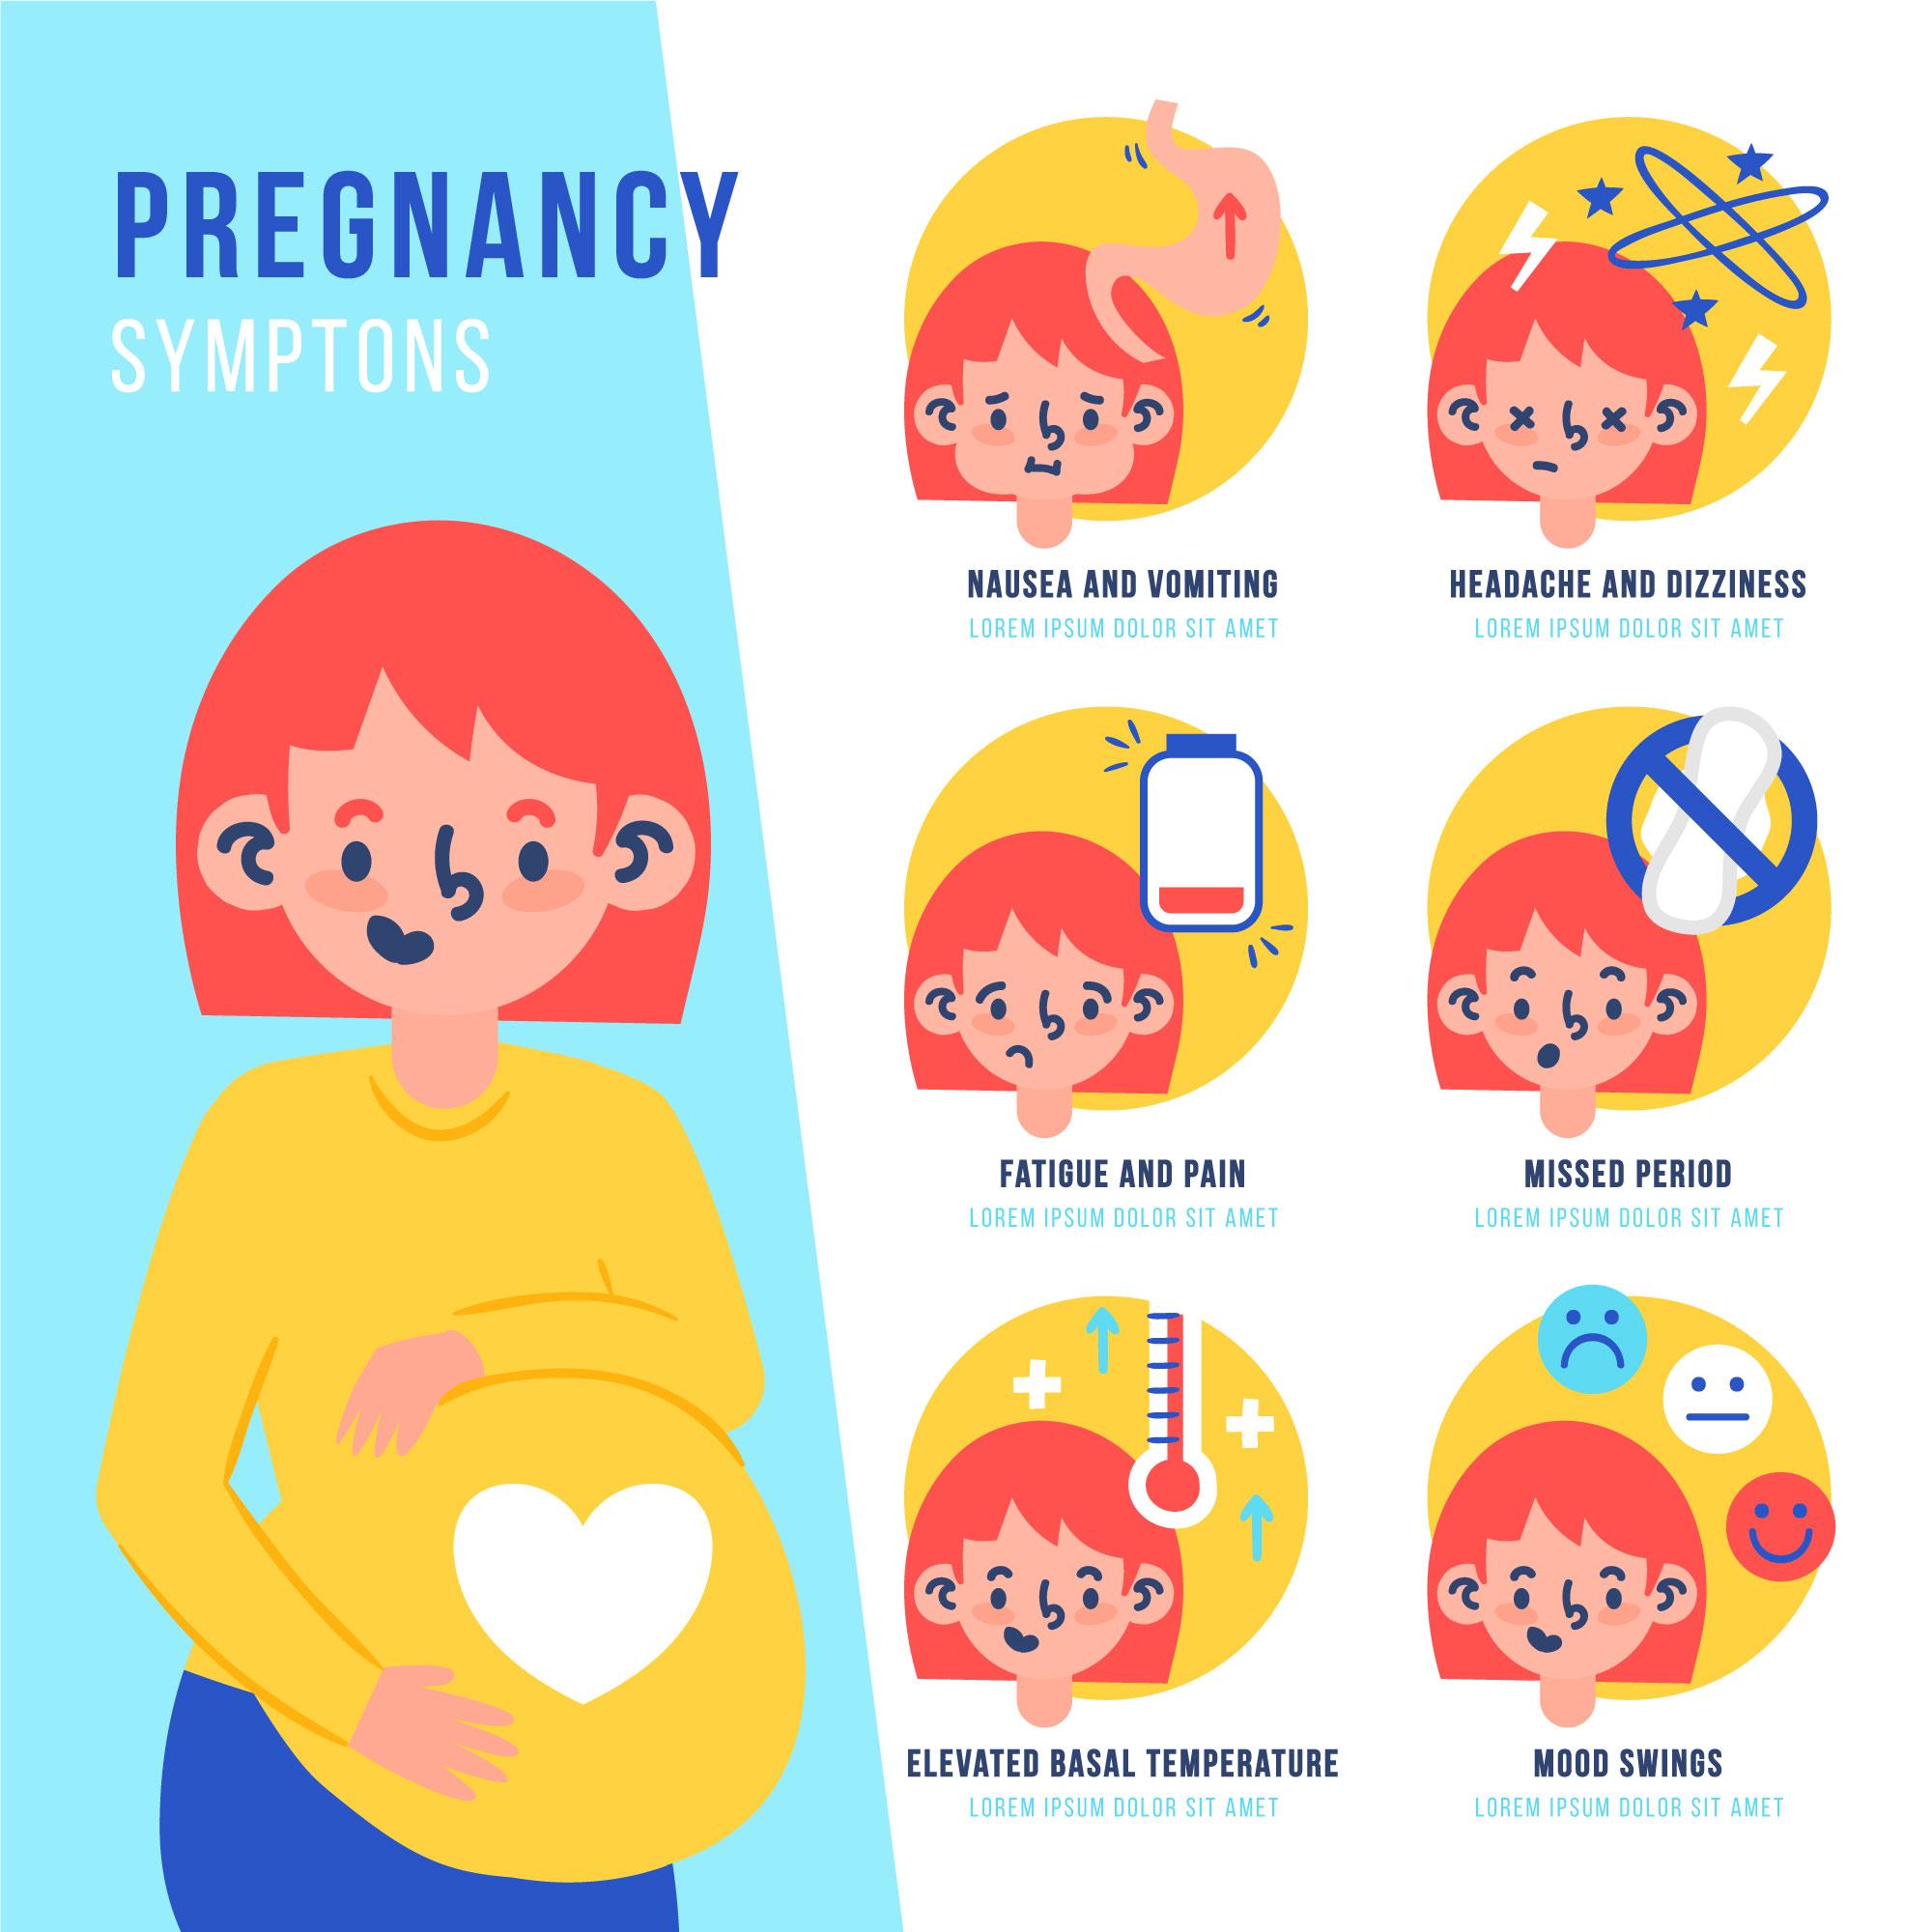 PREGNANCY
SYMPTONS
NAUSEA AND VOMITING
LOREM IPSUM DOLOR SIT AMET
HEADACHE AND DIZZINESS
LOREM IPSUM DOLOR SIT AMET
FATIGUE AND PAIN
LOREM IPSUM DOLOR SIT AMET
MISSED PERIOD
LOREM IPSUM DOLOR SIT AMET
ELEVATED BASAL TEMPERATURE
LOREM IPSUM DOLOR SIT AMET
MOOD SWINGS
LOREM IPSUM DOLOR SIT AMET